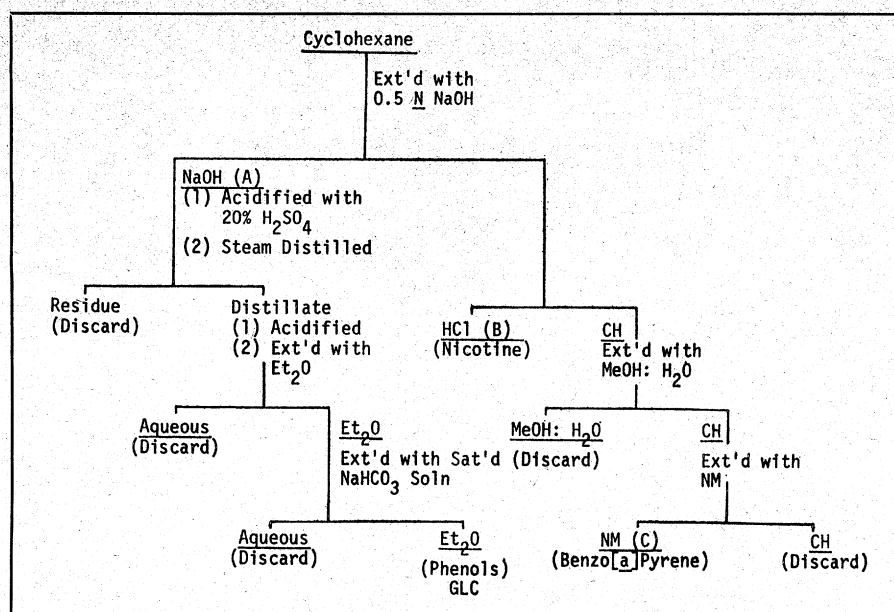 Cyclohexane
Ext'd with
0.5 N NaOH
NaOH (A)
(1) Acidified with
20% H2SO4
(2) Steam Distilled
Residue
(Discard)
Distillate
(1) Acidified
(2) Ext'd with
Et2O
HCl (B)
(Nicotine)
CH
Ext'd with
MeOH: H2O
Aqueous
(Discard)
Et2O
Ext'd with Sat'd
NaHCO3 Soln
MeOH: H2O
(Discard)
CH
Ext'd with
NM
Aqueous
(Discard)
Et2O
(Phenols)
GLC
NM (C)
(Benzo[a]Pyrene)
CH
(Discard)